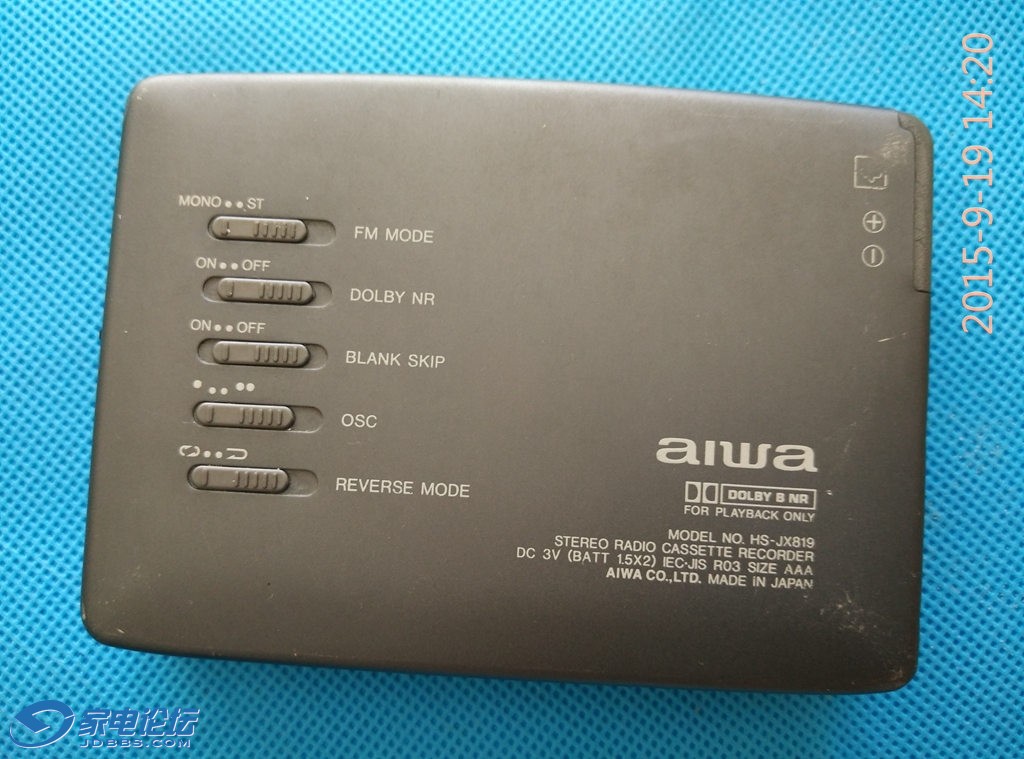 MONO ●●ST
FM MODE
ON●●OFF
DOLBY NR
ON●●OFF
BLANK SKIP
OSC
REVERSE MODE
aiwa
DOLBY B NR
FOR PLAYBACK ONLY
MODEL NO. HS-JX819
STEREO RADIO CASSETTE RECORDER
DC 3V (BATT 1.5X2) IEC·JIS R03 SIZE AAA
AIWA CO.,LTD. MADE IN JAPAN
2015-9-19 14:20
家电论坛
JDBBS.COM